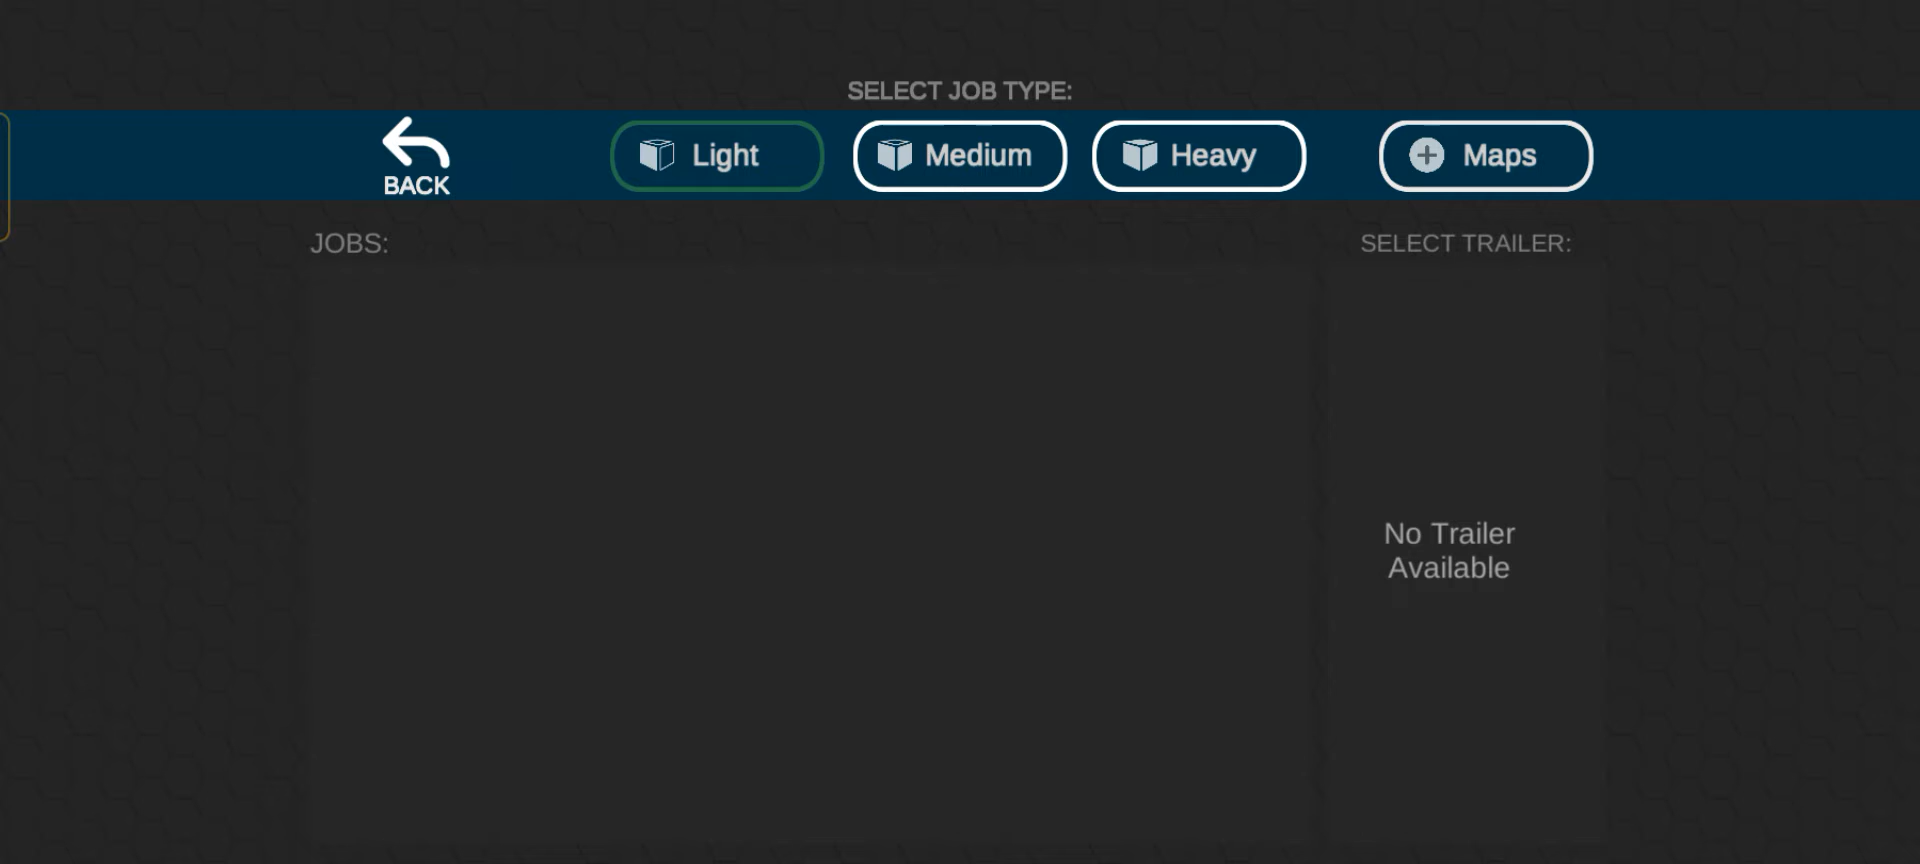 SELECT JOB TYPE:
BACK
Light
Medium
Heavy
Maps
JOBS:
SELECT TRAILER:
No Trailer
Available